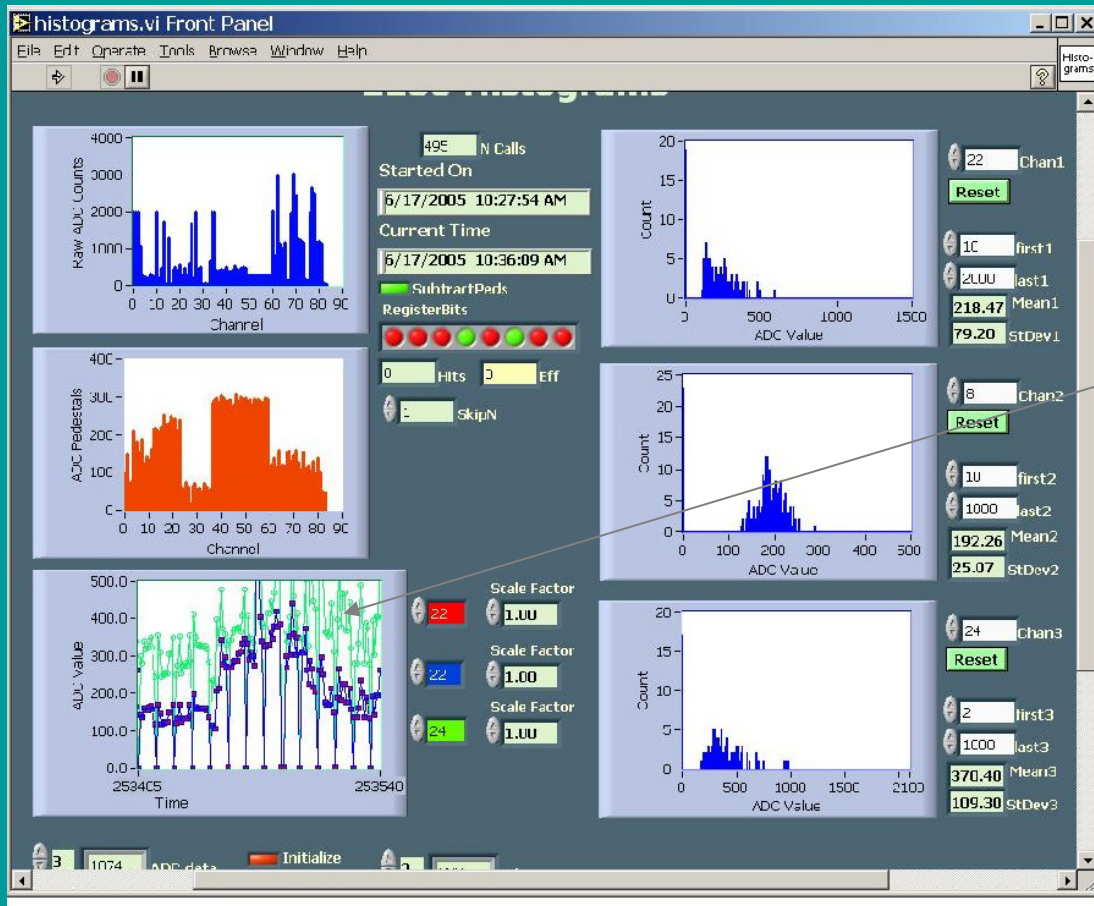 histograms.vi Front Panel
File Edit Operate Tools Browse Window Help
Histo-
grams
Histograms
4000
3000
2000
1000
0
Raw ADC Counts
0 10 20 30 40 50 60 70 80 90
Channel
495 N Calls
Started On
6/17/2005 10:27:54 AM
Current Time
6/17/2005 10:36:09 AM
SubtractPeds
RegisterBits
0 Hits 0 Eff
SkipN
400
300
200
100
0
ADC Pedestals
0 10 20 30 40 50 60 70 80 90
Channel
500.0
400.0
300.0
200.0
100.0
0.0
ADC Value
253405 253540
Time
Scale Factor
22 1.00
Scale Factor
22 1.00
Scale Factor
24 1.00
20
15
10
5
0
Count
0 500 1000 1500
ADC Value
22 Chan1
Reset
10 first1
2000 last1
218.47 Mean1
79.20 StDev1
25
20
15
10
5
0
Count
0 100 200 300 400 500
ADC Value
8 Chan2
Reset
10 first2
1000 last2
192.26 Mean2
25.07 StDev2
20
15
10
5
0
Count
0 500 1000 1500 2100
ADC Value
24 Chan3
Reset
2 first3
1000 last3
370.40 Mean3
109.30 StDev3
3 1074 ADC data
Initialize